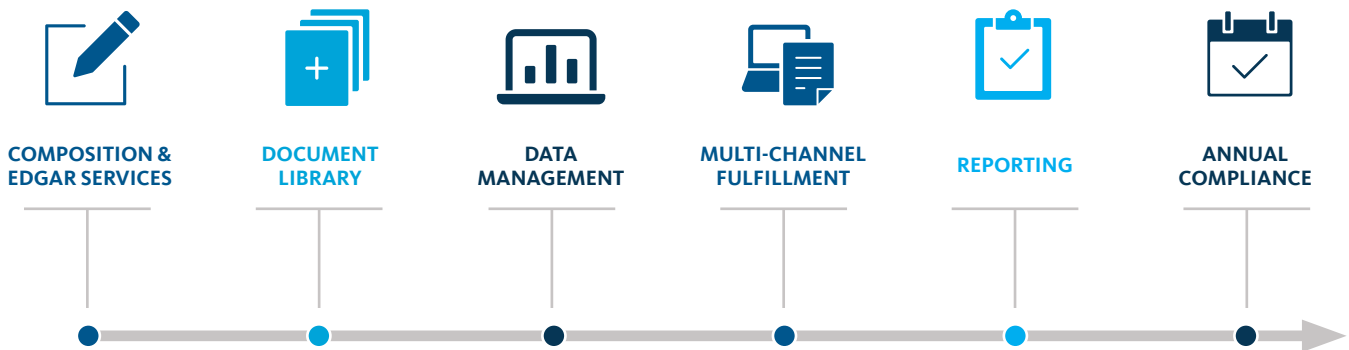 COMPOSITION &
EDGAR SERVICES
DOCUMENT
LIBRARY
DATA
MANAGEMENT
MULTI-CHANNEL
FULFILLMENT
REPORTING
ANNUAL
COMPLIANCE